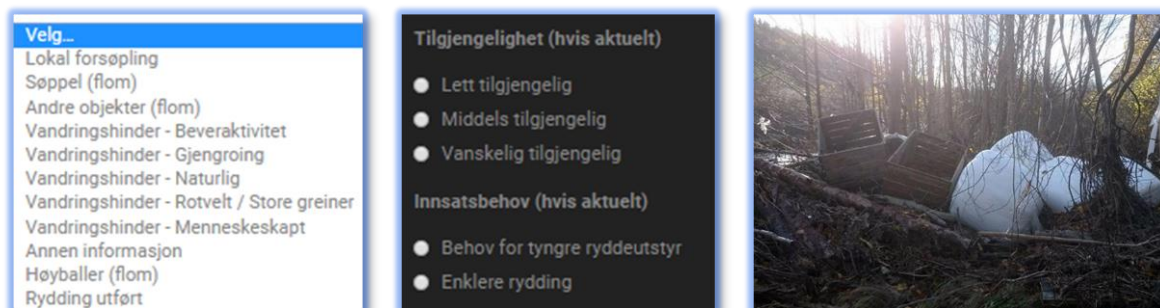 Velg...
Lokal forsøpling
Søppel (flom)
Andre objekter (flom)
Vandringshinder - Beveraktivitet
Vandringshinder - Gjengroing
Vandringshinder - Naturlig
Vandringshinder - Rotvelt / Store greiner
Vandringshinder - Menneskeskapt
Annen informasjon
Høyballer (flom)
Rydding utført
Tilgjengelighet (hvis aktuelt)
Lett tilgjengelig
Middels tilgjengelig
Vanskelig tilgjengelig
Innsatsbehov (hvis aktuelt)
Behov for tyngre ryddeutstyr
Enklere rydding